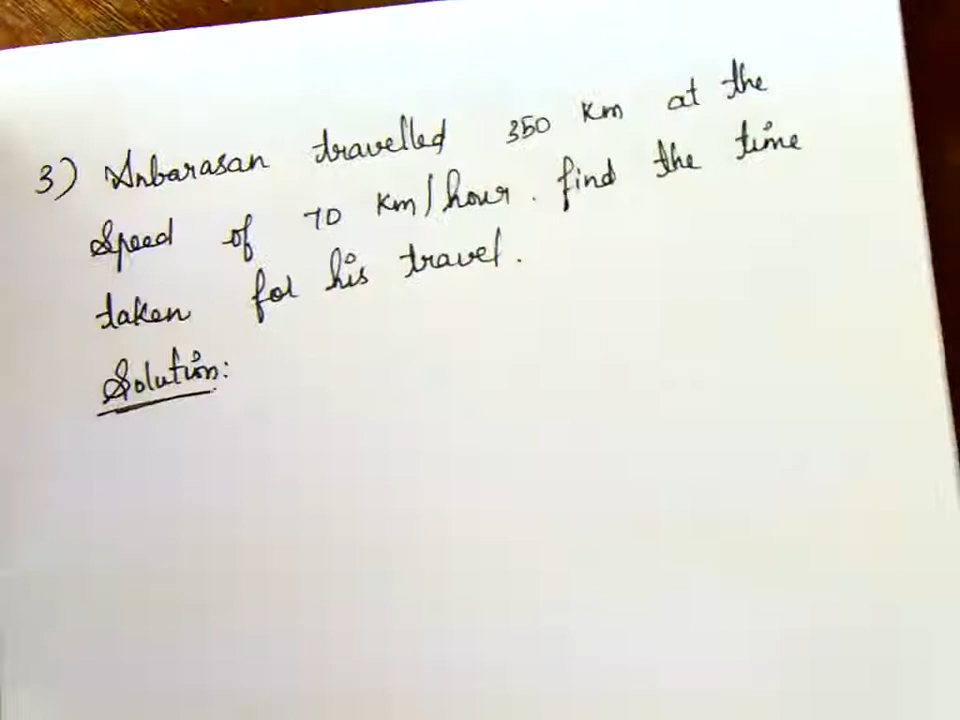 3) Anbarasan travelled 350 km at the
Speed of 70 km/hour. find the time
taken for his travel.
Solution: